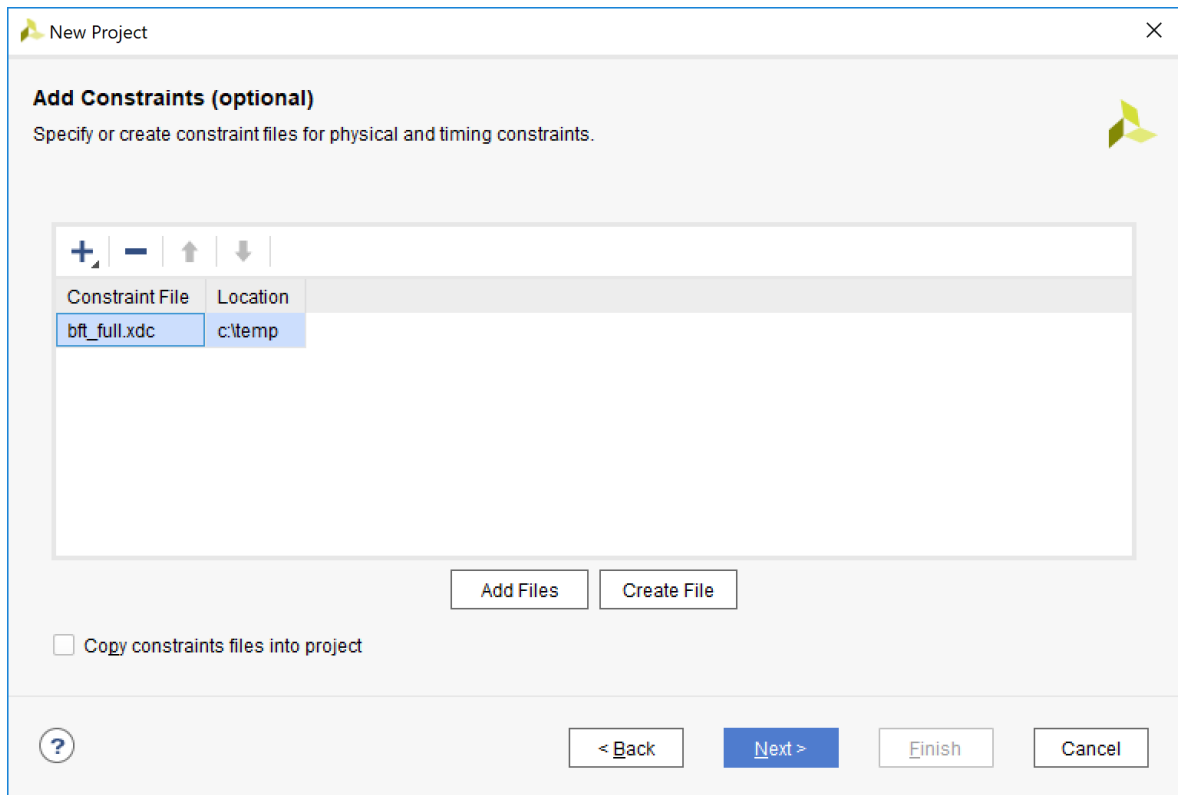 New Project
Add Constraints (optional)
Specify or create constraint files for physical and timing constraints.
Constraint File Location
bft_full.xdc c:\temp
Add Files Create File
Copy constraints files into project
? < Back Next > Finish Cancel